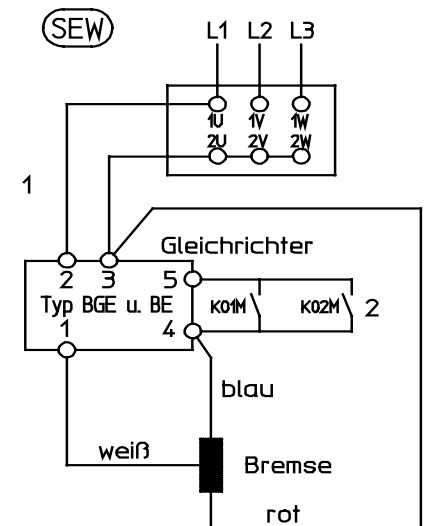 SEW
L1 L2 L3
1U 1V 1W
2U 2V 2W
1
Gleichrichter
2 3 5
Typ BGE u. BE
K01M K02M 2
1 4
blau
weiß
Bremse
rot